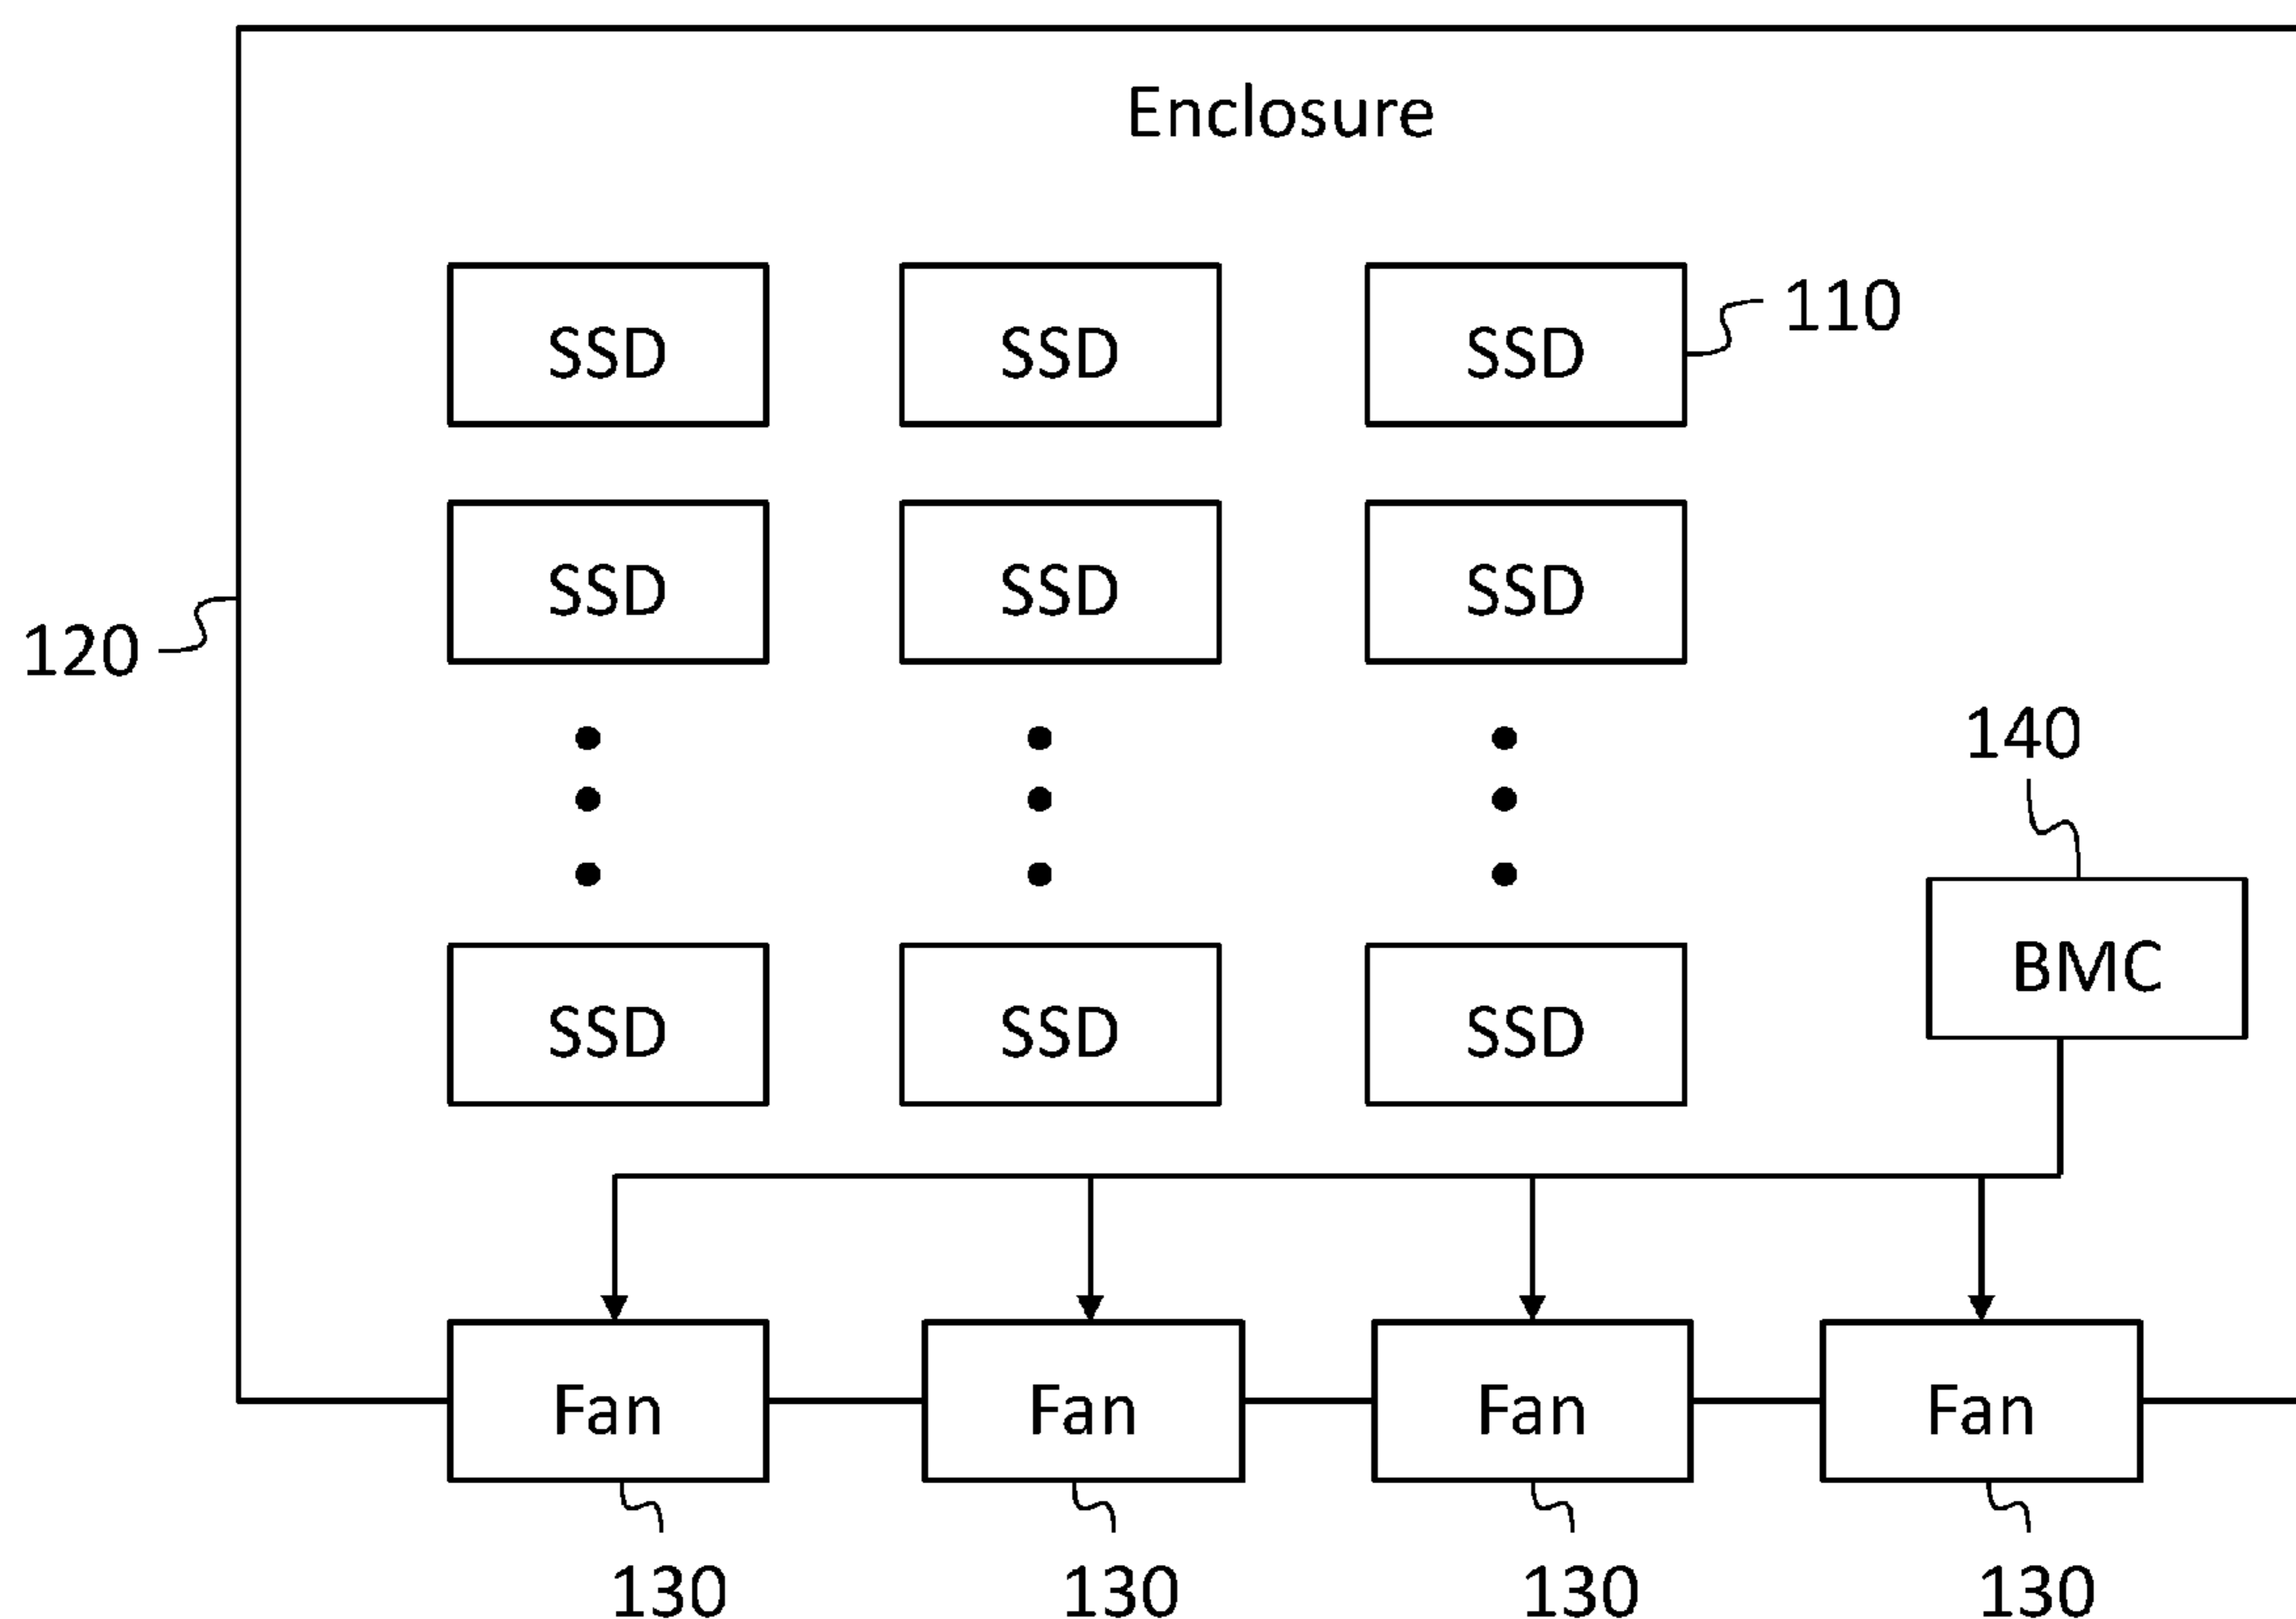 Enclosure
SSD SSD SSD 110
SSD SSD SSD
120
140
BMC
SSD SSD SSD
Fan Fan Fan Fan
130 130 130 130